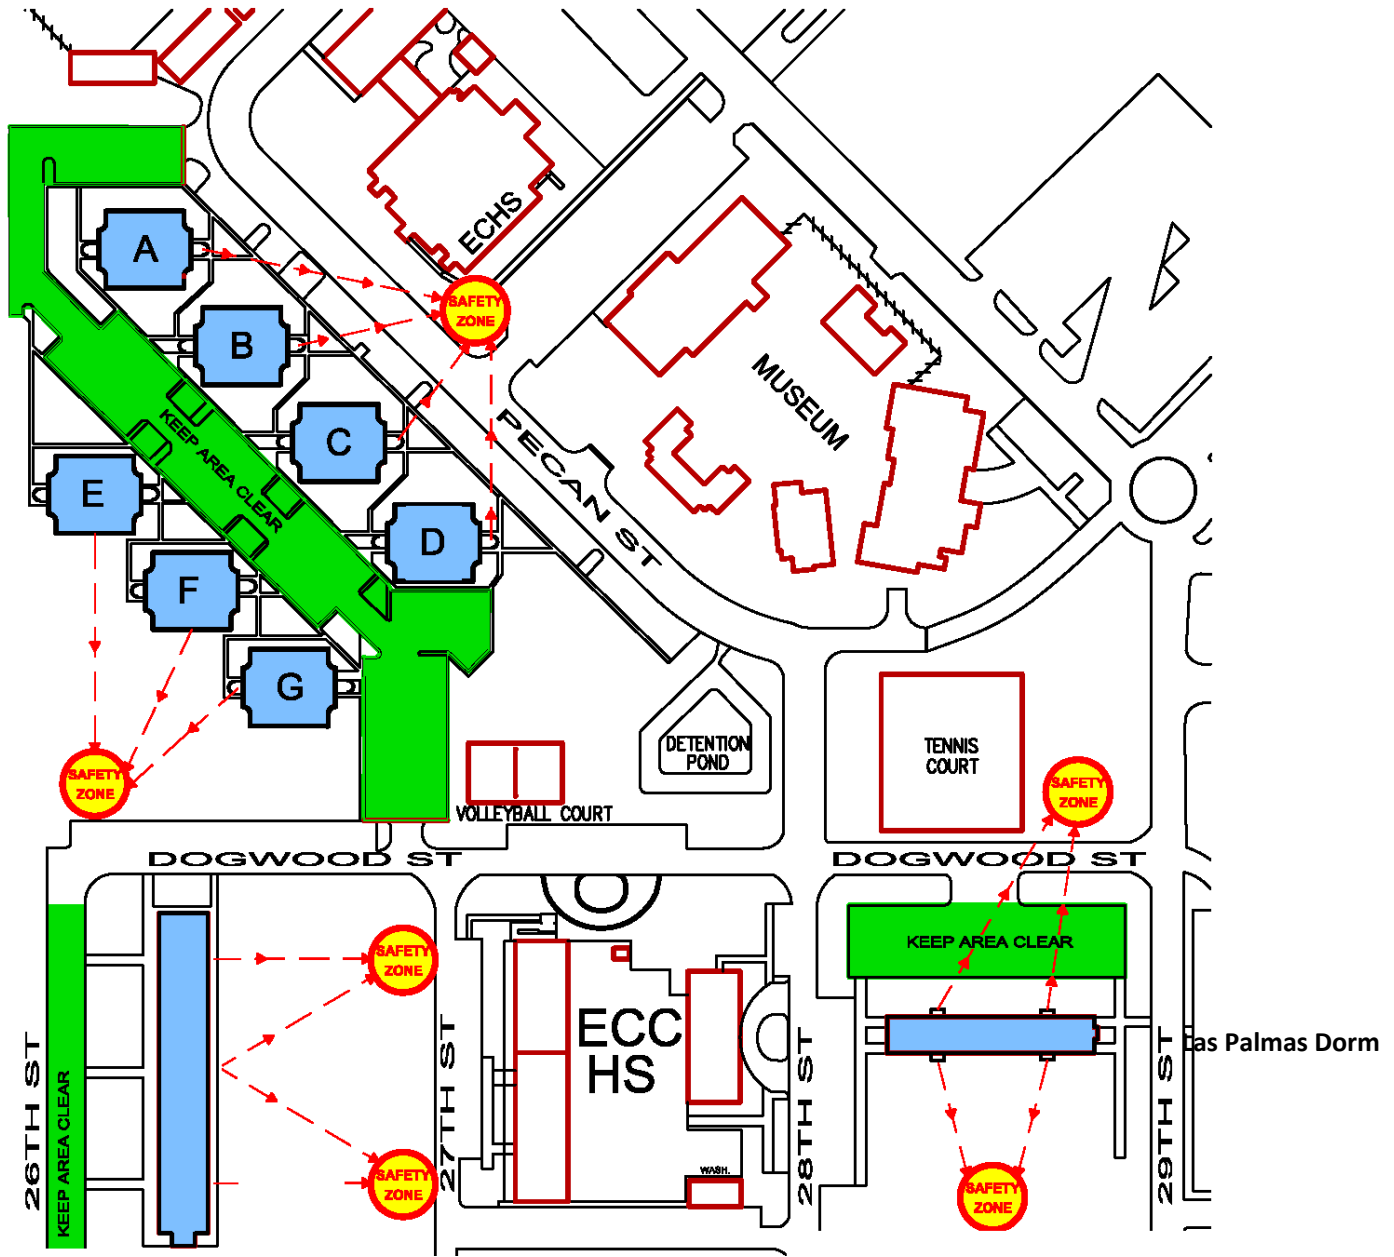 ECHS
A
SAFETY
ZONE
B
MUSEUM
C
KEEP AREA CLEAR
PECAN ST
E
D
F
G
DETENTION
POND
TENNIS
COURT
SAFETY
ZONE
SAFETY
ZONE
VOLLEYBALL COURT
DOGWOOD ST
DOGWOOD ST
SAFETY
ZONE
KEEP AREA CLEAR
ECC
HS
26TH ST
KEEP AREA CLEAR
27TH ST
28TH ST
29TH ST
Las Palmas Dorm
SAFETY
ZONE
WASH.
SAFETY
ZONE